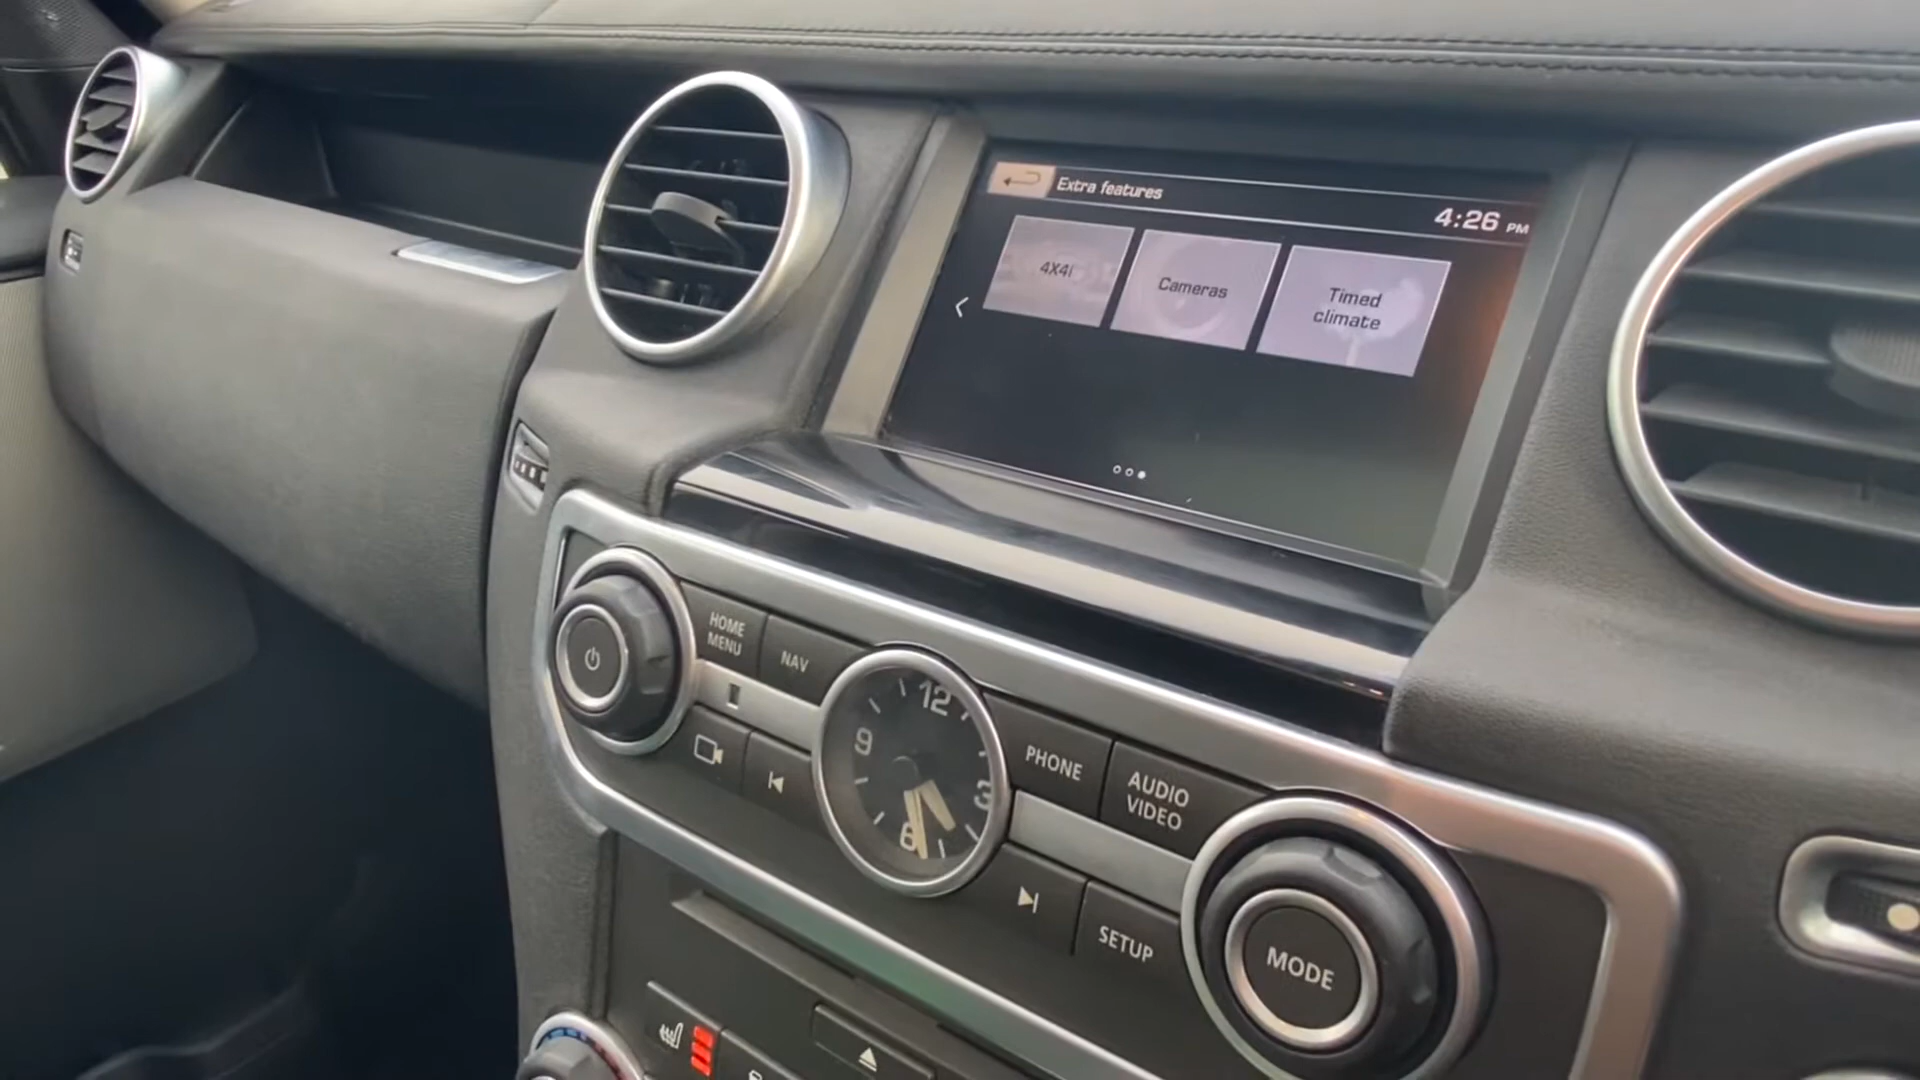 Extra features
4:26 PM
4X4i
Cameras
Timed
climate
HOME
MENU
NAV
12
9
3
6
PHONE
AUDIO
VIDEO
SETUP
MODE